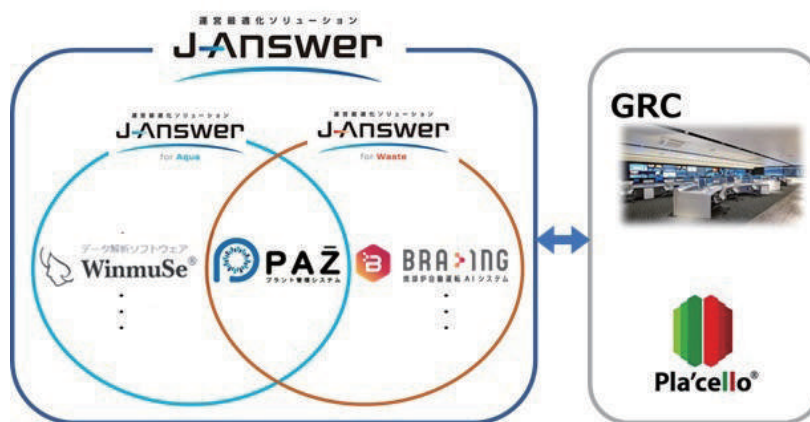 運営最適化ソリューション
J-Answer
運営最適化ソリューション
J-Answer
for Aqua
運営最適化ソリューション
J-Answer
for Waste
データ解析ソフトウェア
WinmuSe®
PAZ̄
プラント管理システム
BRA-ING
焼却炉自動運転AIシステム
GRC
Pla'cello®